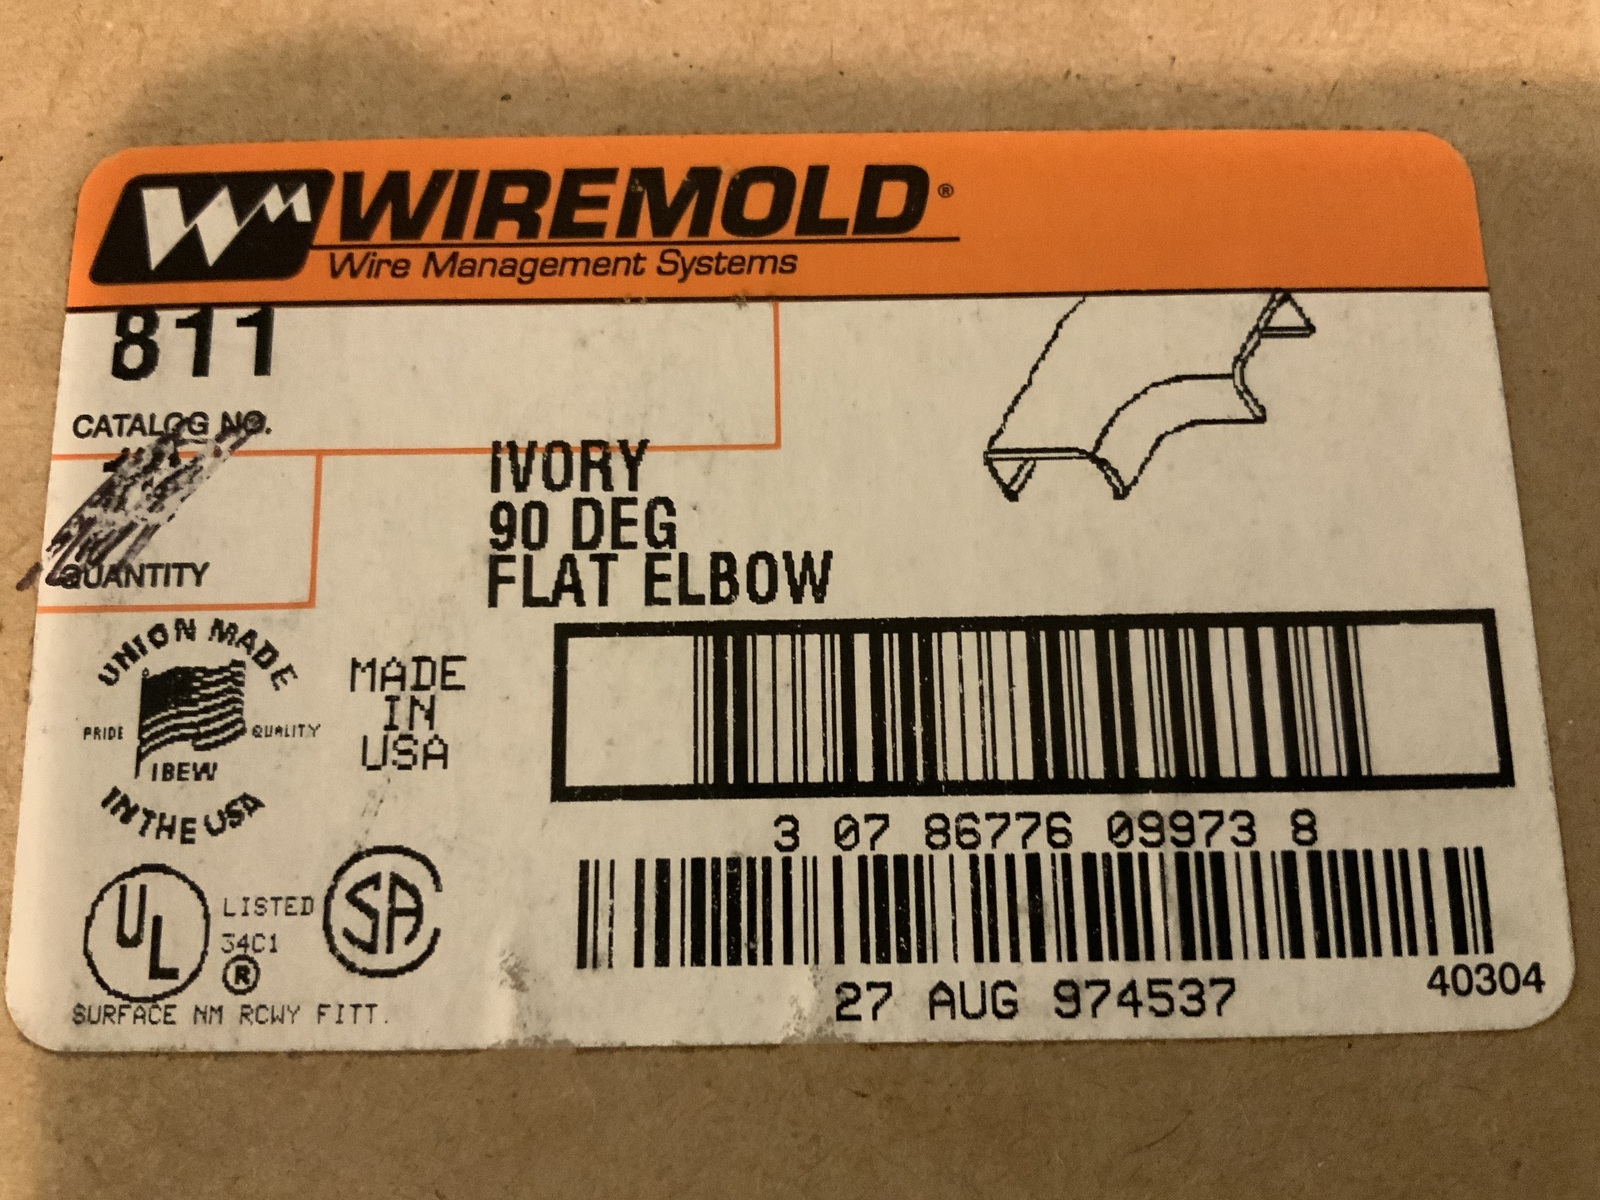 WM WIREMOLD®
Wire Management Systems
811
CATALOG NO.
QUANTITY
IVORY
90 DEG
FLAT ELBOW
UNION MADE
PRIDE QUALITY
IBEW
IN THE USA
MADE
IN
USA
3 07 86776 09973 8
UL LISTED
34C1
®
SA
SURFACE NM RCWY FITT.
27 AUG 974537
40304